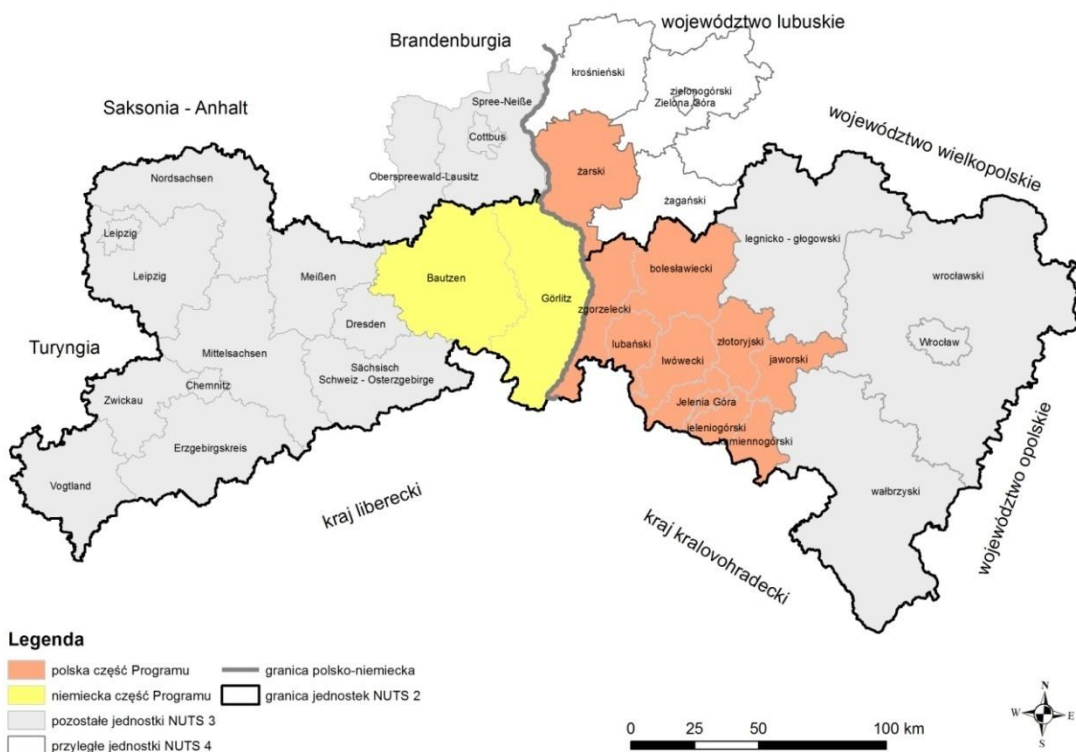 województwo lubuskie
Brandenburgia
krośnieński
Spree-Neiße
zielonogórski
Zielona Góra
Saksonia - Anhalt
Cottbus
województwo wielkopolskie
żarski
Nordsachsen
Oberspreewald-Lausitz
żagański
Leipzig
legnicko - głogowski
Leipzig
Meißen
Bautzen
bolesławiecki
wrocławski
Görlitz
zgorzelecki
Dresden
Turyngia
Mittelsachsen
lubański
złotoryjski
Wrocław
lwówecki
jaworski
Sächsisch
Schweiz - Osterzgebirge
Chemnitz
Zwickau
Jelenia Góra
jeleniogórski
kamiennogórski
Erzgebirgskreis
Vogtland
wałbrzyski
województwo opolskie
kraj liberecki
kraj kralovohradecki
Legenda
polska część Programu
granica polsko-niemiecka
niemiecka część Programu
granica jednostek NUTS 2
pozostałe jednostki NUTS 3
przyległe jednostki NUTS 4
0 25 50 100 km
N
W E
S